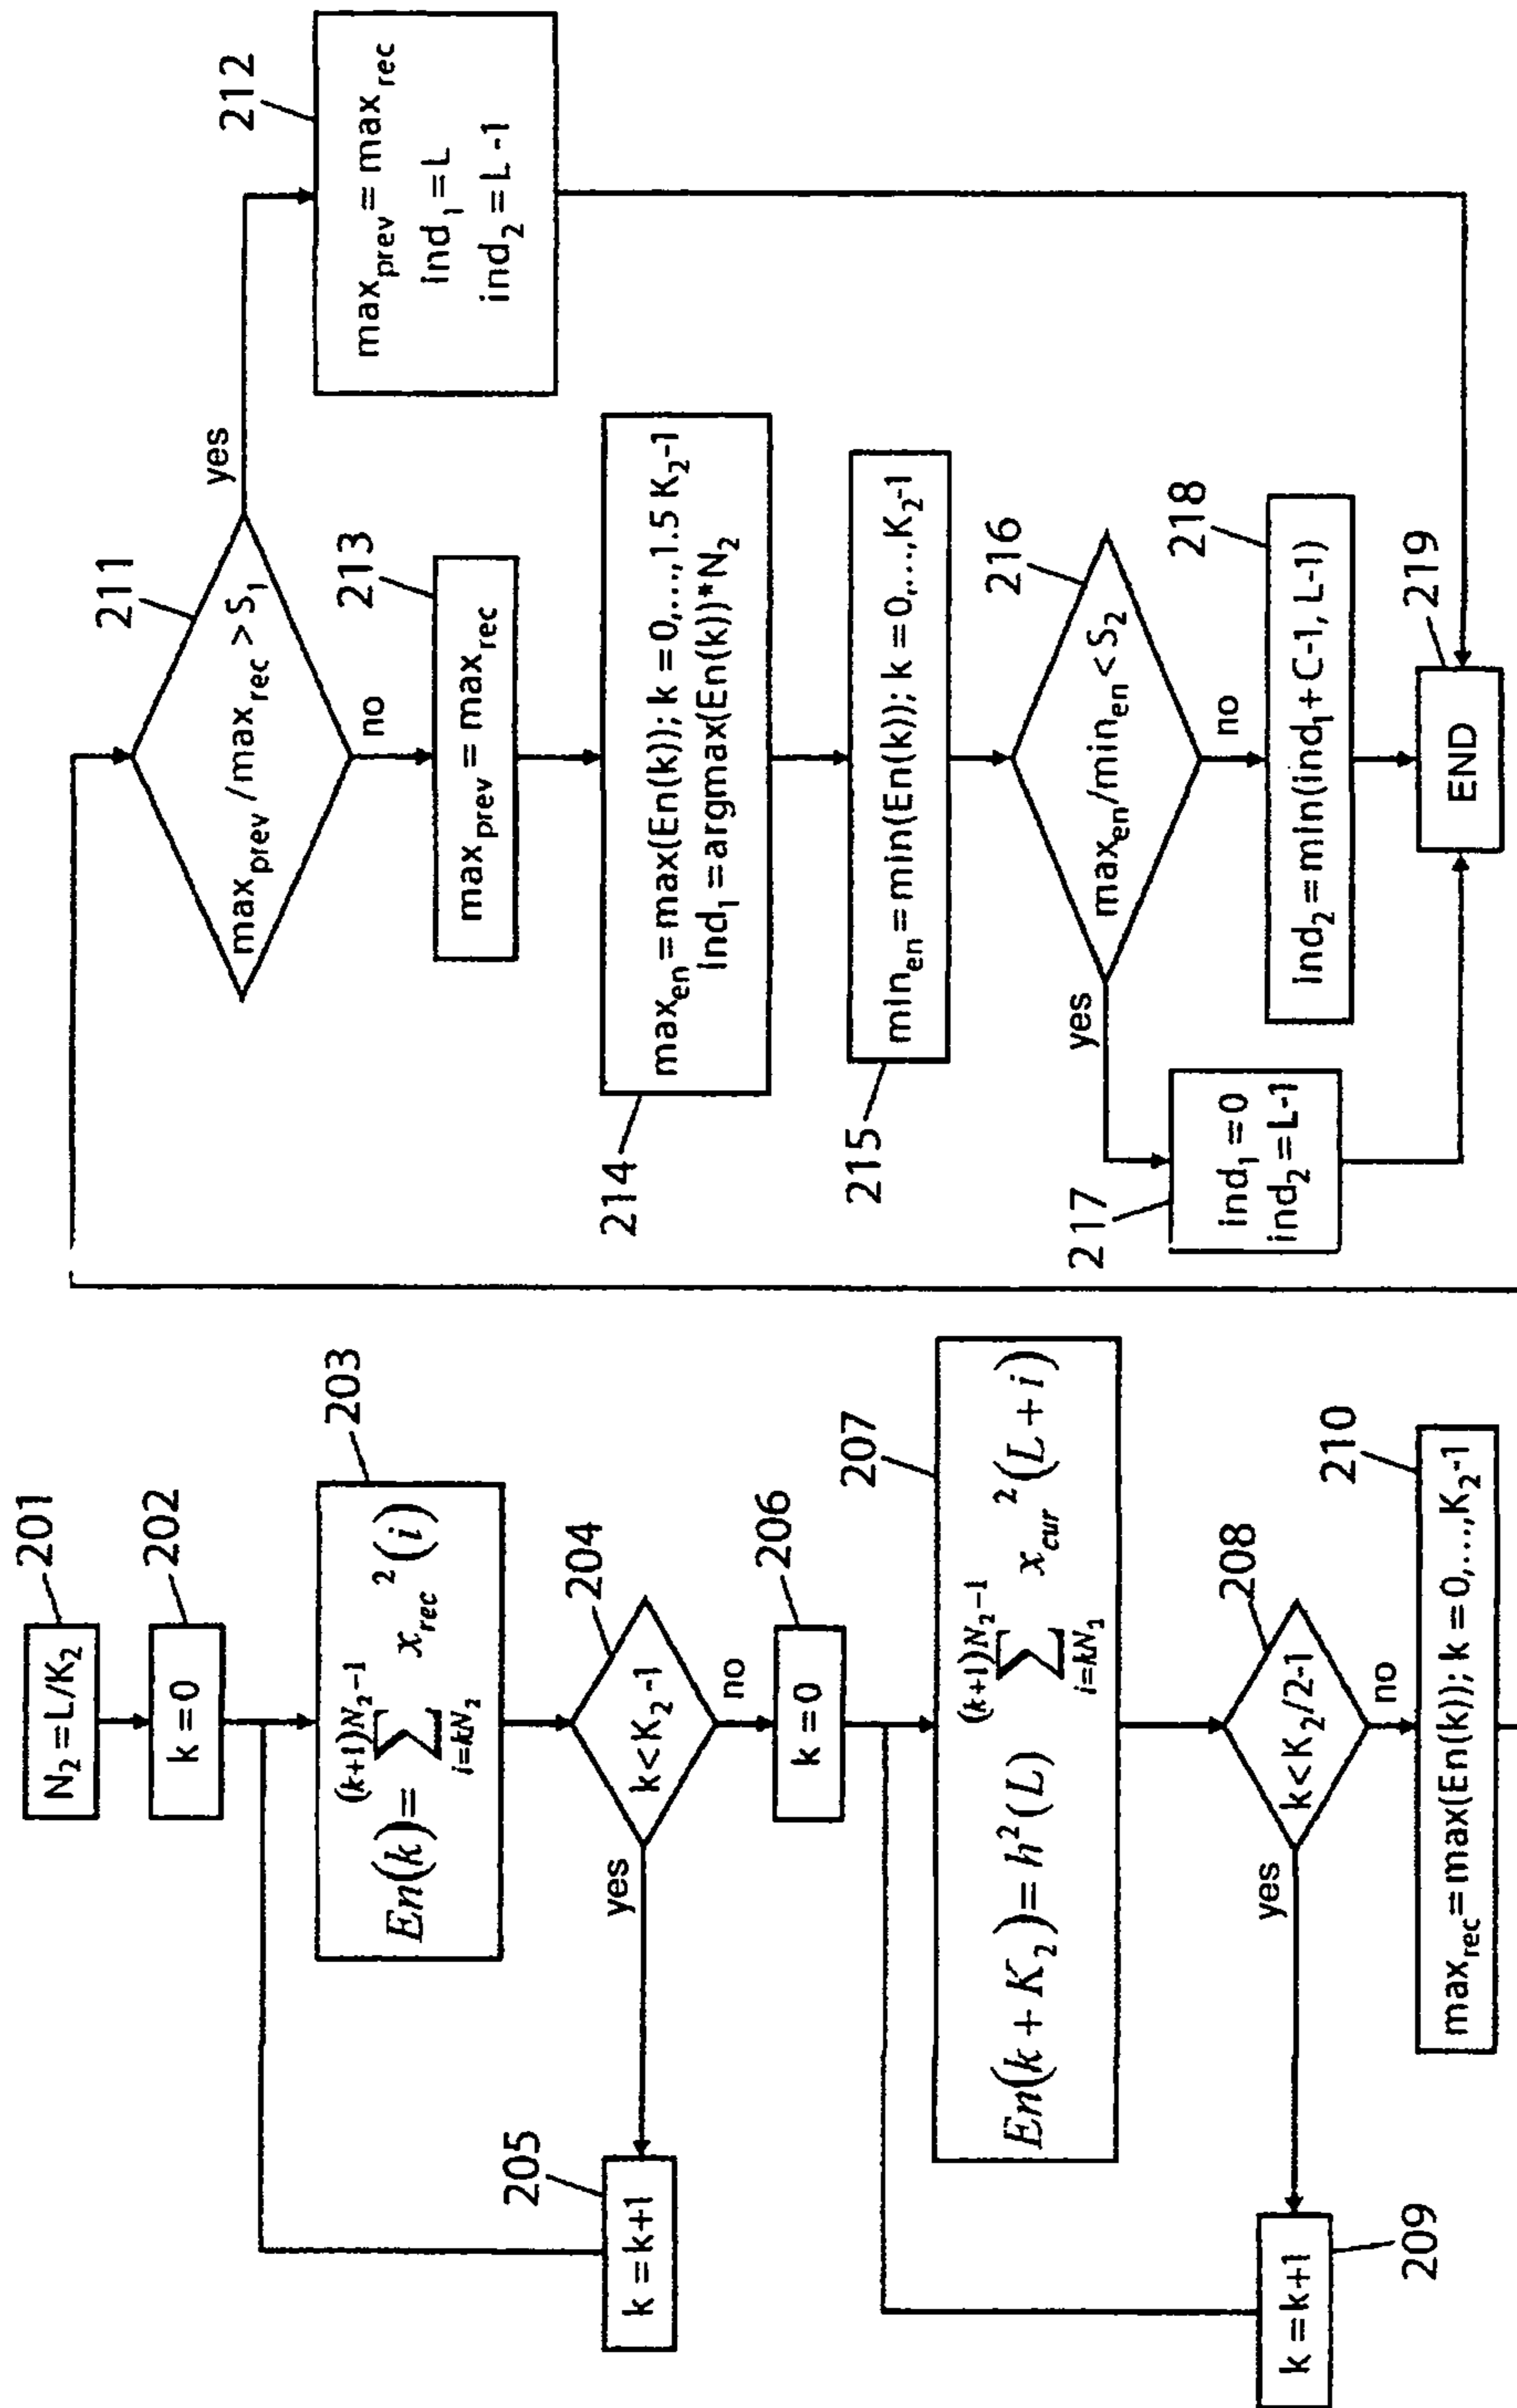 201
N₂=L/K₂
202
k=0
203
En(k)= ∑_{i=kN₂}^{(k+1)N₂-1} x_rec²(i)
204
k<K₂-1
yes
no
205
k=k+1
206
k=0
207
En(k+K₂)=h²(L) ∑_{i=kN₂}^{(k+1)N₂-1} x_cur²(L+i)
208
k<K₂/2-1
yes
no
209
k=k+1
210
max_rec=max(En(k)); k=0,...,K₂-1
211
max_prev/max_rec>S₁
yes
no
212
max_prev=max_rec
ind₁=L
ind₂=L-1
213
max_prev=max_rec
214
max_en=max(En(k)); k=0,...,1.5 K₂-1
ind₁=argmax(En(k))*N₂
215
min_en=min(En(k)); k=0,...,K₂-1
216
max_en/min_en<S₂
yes
no
217
ind₁=0
ind₂=L-1
218
ind₂=min(ind₁+C-1, L-1)
219
END